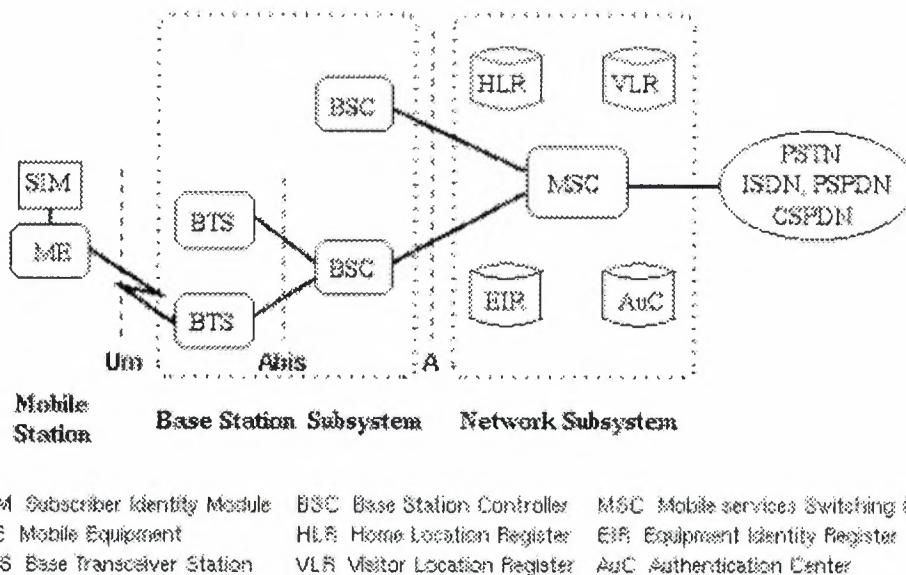 HLR VLR
BSC
PSTN
ISDN, PSPDN
CSPDN
MSC
SIM
ME
BTS
BSC
BTS
EIR AuC
Um Abis A
Mobile
Station
Base Station Subsystem Network Subsystem
M Subscriber Identity Module BSC Base Station Controller MSC Mobile services Switching
Mobile Equipment HLR Home Location Register EIR Equipment Identity Register
S Base Transceiver Station VLR Visitor Location Register AuC Authentication Center